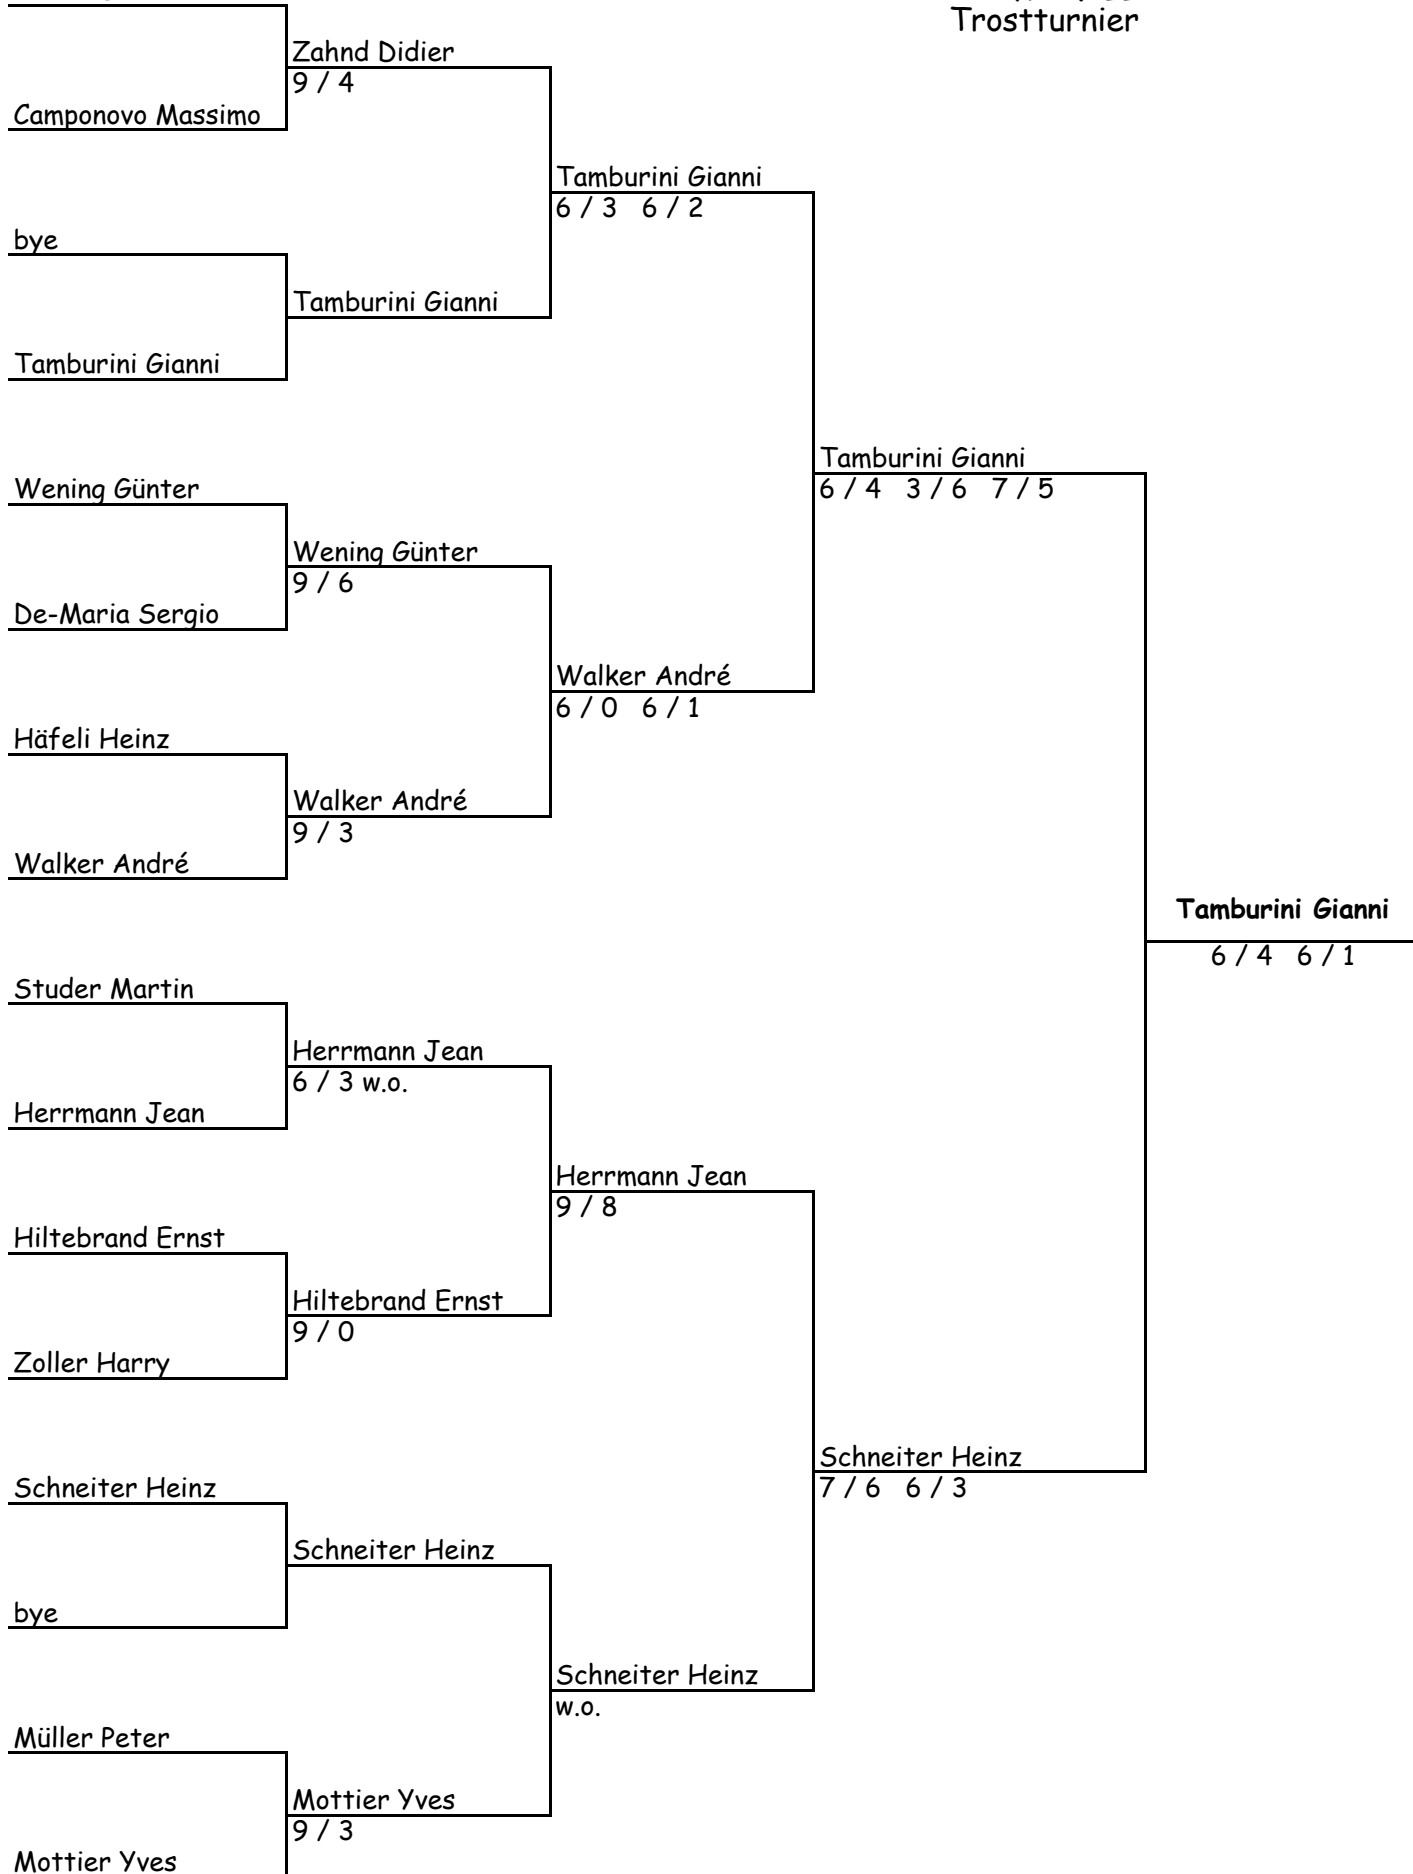 Trostturnier
Zahnd Didier
9 / 4
Camponovo Massimo
Tamburini Gianni
6 / 3 6 / 2
bye
Tamburini Gianni
Tamburini Gianni
Tamburini Gianni
6 / 4 3 / 6 7 / 5
Wening Günter
Wening Günter
9 / 6
De-Maria Sergio
Walker André
6 / 0 6 / 1
Häfeli Heinz
Walker André
9 / 3
Walker André
Tamburini Gianni
6 / 4 6 / 1
Studer Martin
Herrmann Jean
6 / 3 w.o.
Herrmann Jean
Herrmann Jean
9 / 8
Hiltebrand Ernst
Hiltebrand Ernst
9 / 0
Zoller Harry
Schneiter Heinz
7 / 6 6 / 3
Schneiter Heinz
Schneiter Heinz
bye
Schneiter Heinz
w.o.
Müller Peter
Mottier Yves
9 / 3
Mottier Yves